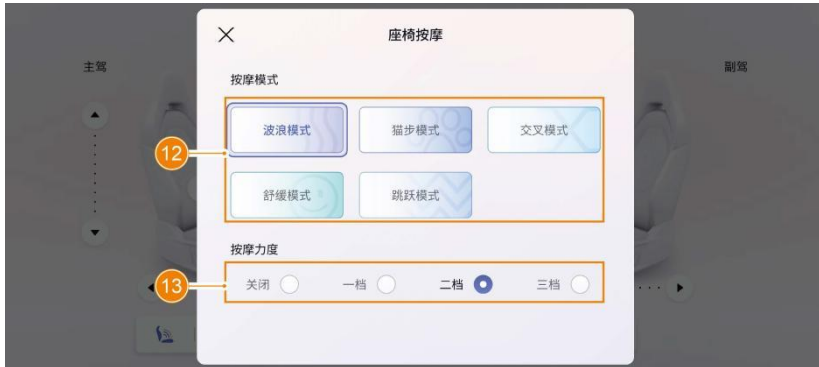 座椅按摩
主驾
副驾
按摩模式
波浪模式 猫步模式 交叉模式
12
舒缓模式 跳跃模式
按摩力度
13
关闭 一档 二档 三档